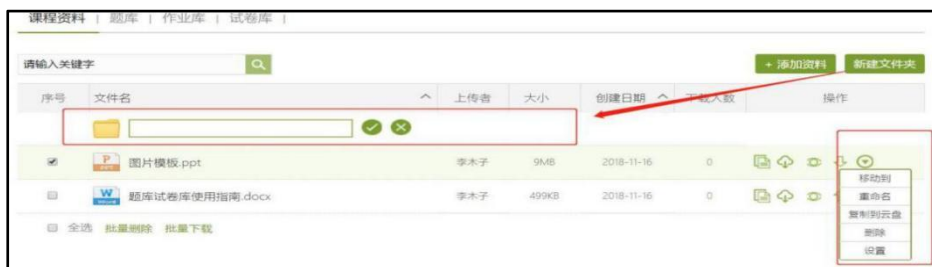 课程资料 | 题库 | 作业库 | 试卷库 |
请输入关键字 + 添加资料 新建文件夹
序号 文件名 上传者 大小 创建日期 下载人数 操作
图片模板.ppt 李木子 9MB 2018-11-16 0
移动到
题库试卷库使用指南.docx 李木子 499KB 2018-11-16 0
重命名
复制到云盘
全选 批量删除 批量下载
删除
设置